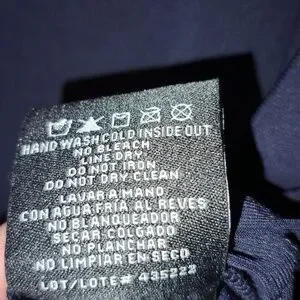 HAND WASH COLD INSIDE OUT
NO BLEACH
LINE DRY
DO NOT IRON
DO NOT DRY CLEAN
LAVAR A MANO
CON AGUA FRIA AL REVES
NO BLANQUEADOR
SECAR COLGADO
NO PLANCHAR
NO LIMPIAR EN SECO
LOT/LOTE# 435223